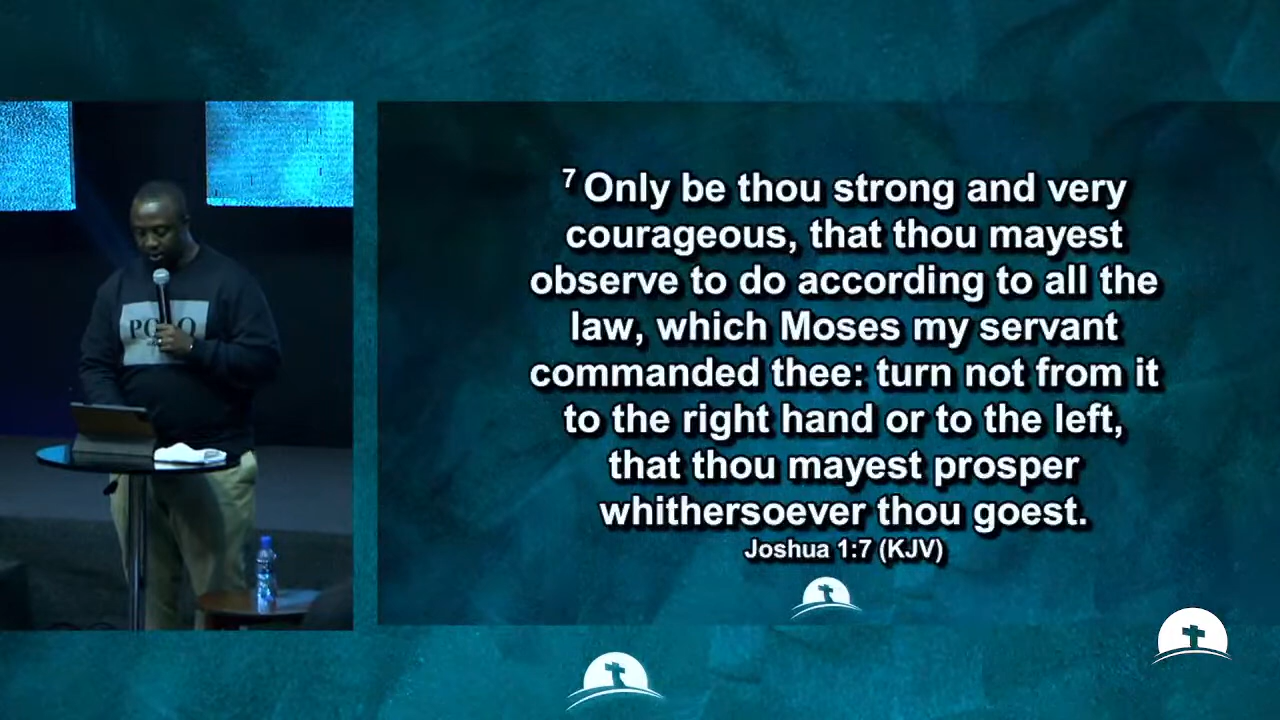 7 Only be thou strong and very
courageous, that thou mayest
observe to do according to all the
law, which Moses my servant
commanded thee: turn not from it
to the right hand or to the left,
that thou mayest prosper
whithersoever thou goest.
Joshua 1:7 (KJV)